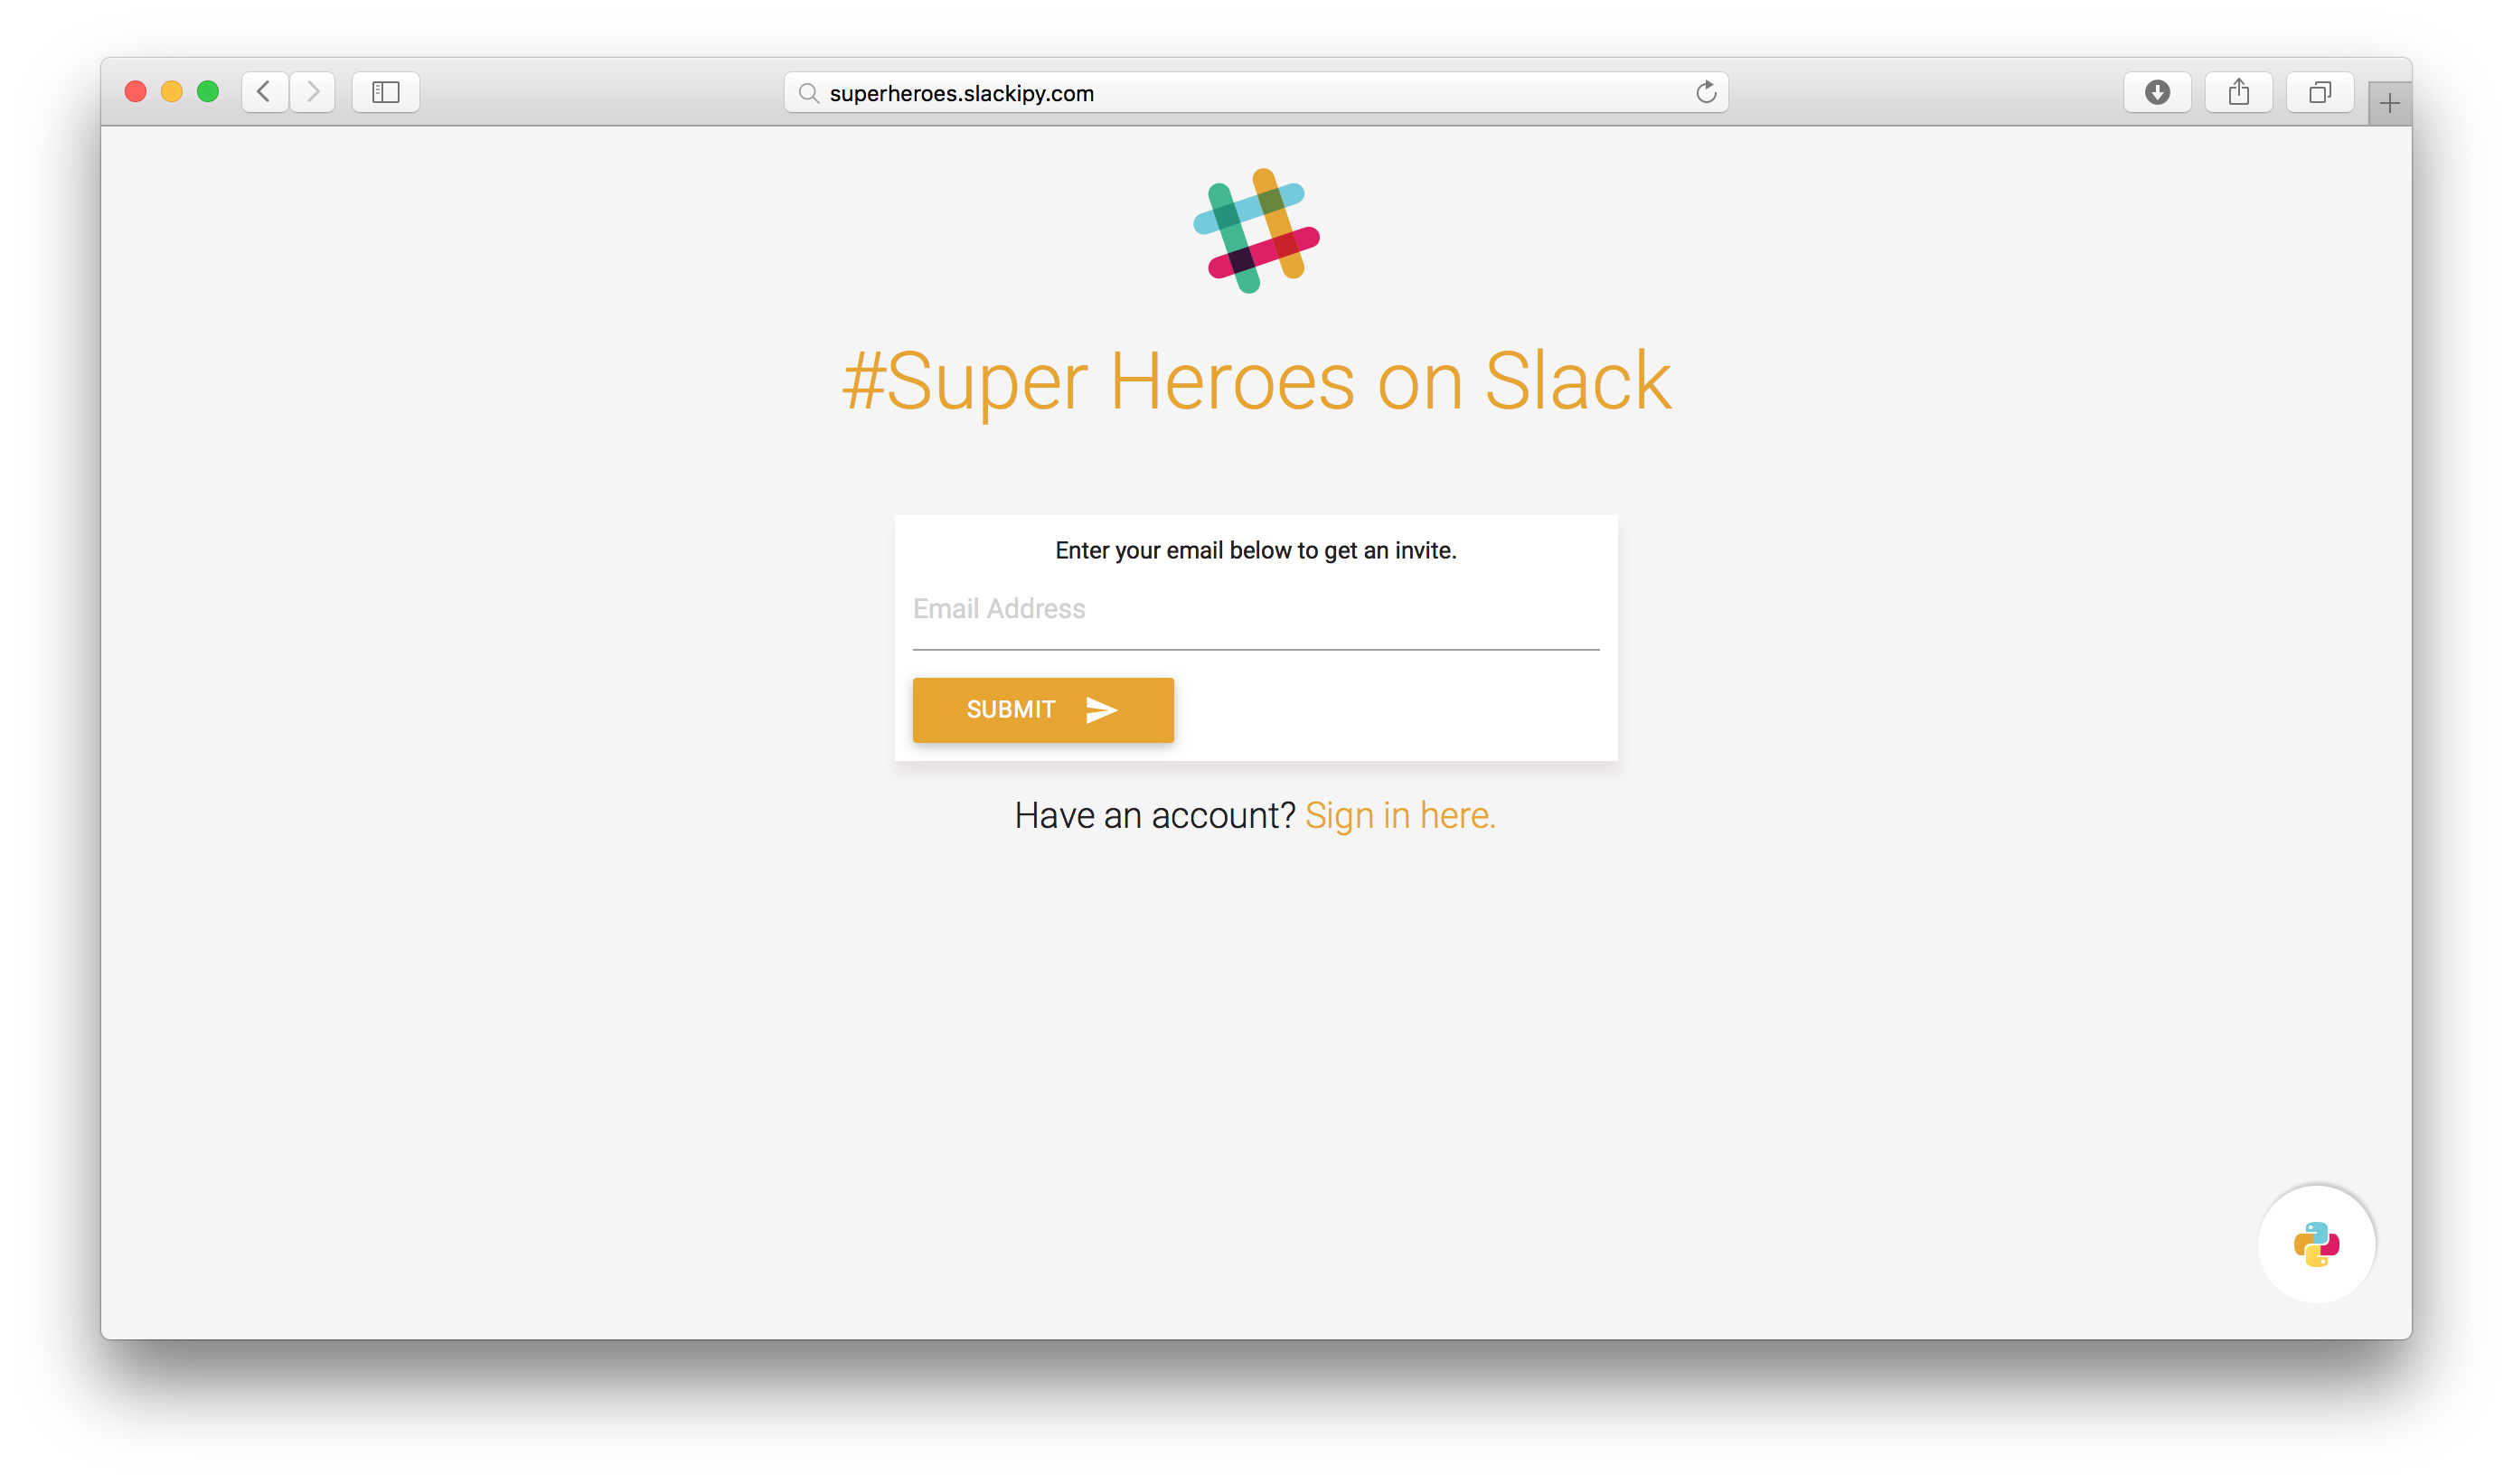 superheroes.slackipy.com
#Super Heroes on Slack
Enter your email below to get an invite.
Email Address
SUBMIT
Have an account? Sign in here.